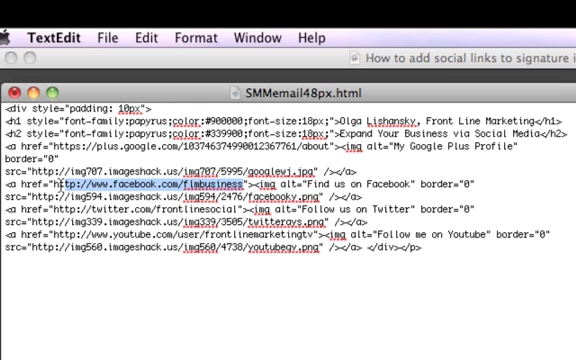 TextEdit File Edit Format Window Help
How to add social links to signature i
SMMemail48px.html
<div style="padding: 10px">
<h1 style="font-family:papyrus;color:#900000;font-size:18px;">Olga Lishansky, Front Line Marketing</h1>
<h2 style="font-family:papyrus;color:#339900;font-size:18px;">Expand Your Business via Social Media</h2>
<a href="https://plus.google.com/103746374990012367761/about"><img alt="My Google Plus Profile"
border="0"
src="http://img707.imageshack.us/img707/5995/googlewj.jpg" /></a>
<a href="http://www.facebook.com/flmbusiness"><img alt="Find us on Facebook" border="0"
src="http://img594.imageshack.us/img594/2476/facebookj.png" /></a>
<a href="http://twitter.com/frontlinesocial"><img alt="Follow us on Twitter" border="0"
src="http://img339.imageshack.us/img339/3505/twitterays.png" /></a>
<a href="http://www.youtube.com/user/frontlinemarketingtv"><img alt="Follow me on Youtube" border="0"
src="http://img560.imageshack.us/img560/4738/youtubegv.png" /></a> </div></p>